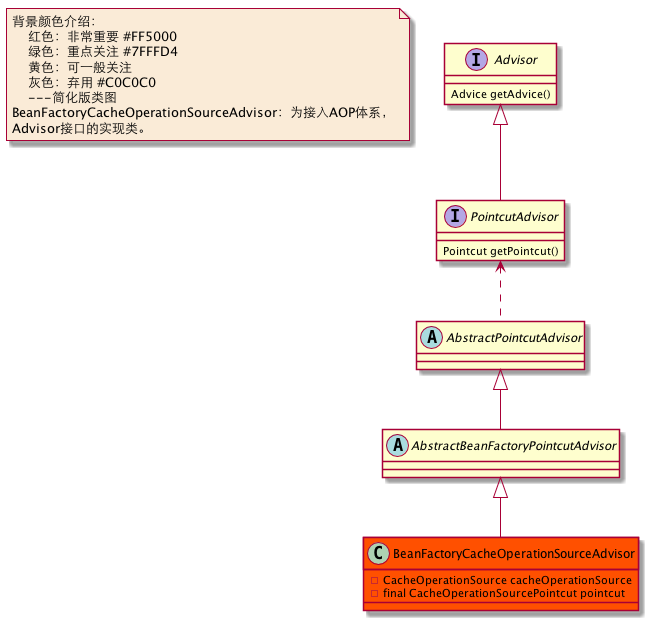 背景颜色介绍：
红色：非常重要 #FF5000
绿色：重点关注 #7FFFD4
黄色：可一般关注
灰色：弃用 #C0C0C0
---简化版类图
BeanFactoryCacheOperationSourceAdvisor：为接入AOP体系，
Advisor接口的实现类。
I Advisor
Advice getAdvice()
I PointcutAdvisor
Pointcut getPointcut()
A AbstractPointcutAdvisor
A AbstractBeanFactoryPointcutAdvisor
C BeanFactoryCacheOperationSourceAdvisor
CacheOperationSource cacheOperationSource
final CacheOperationSourcePointcut pointcut